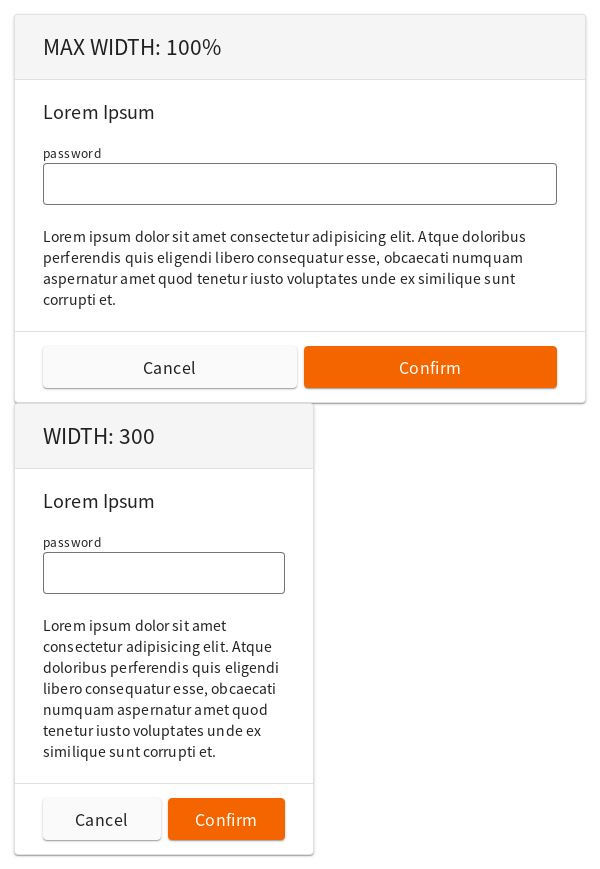 MAX WIDTH: 100%
Lorem Ipsum
password
Lorem ipsum dolor sit amet consectetur adipisicing elit. Atque doloribus
perferendis quis eligendi libero consequatur esse, obcaecati numquam
aspernatur amet quod tenetur iusto voluptates unde ex similique sunt
corrupti et.
Cancel Confirm
WIDTH: 300
Lorem Ipsum
password
Lorem ipsum dolor sit amet
consectetur adipisicing elit. Atque
doloribus perferendis quis eligendi
libero consequatur esse, obcaecati
numquam aspernatur amet quod
tenetur iusto voluptates unde ex
similique sunt corrupti et.
Cancel Confirm